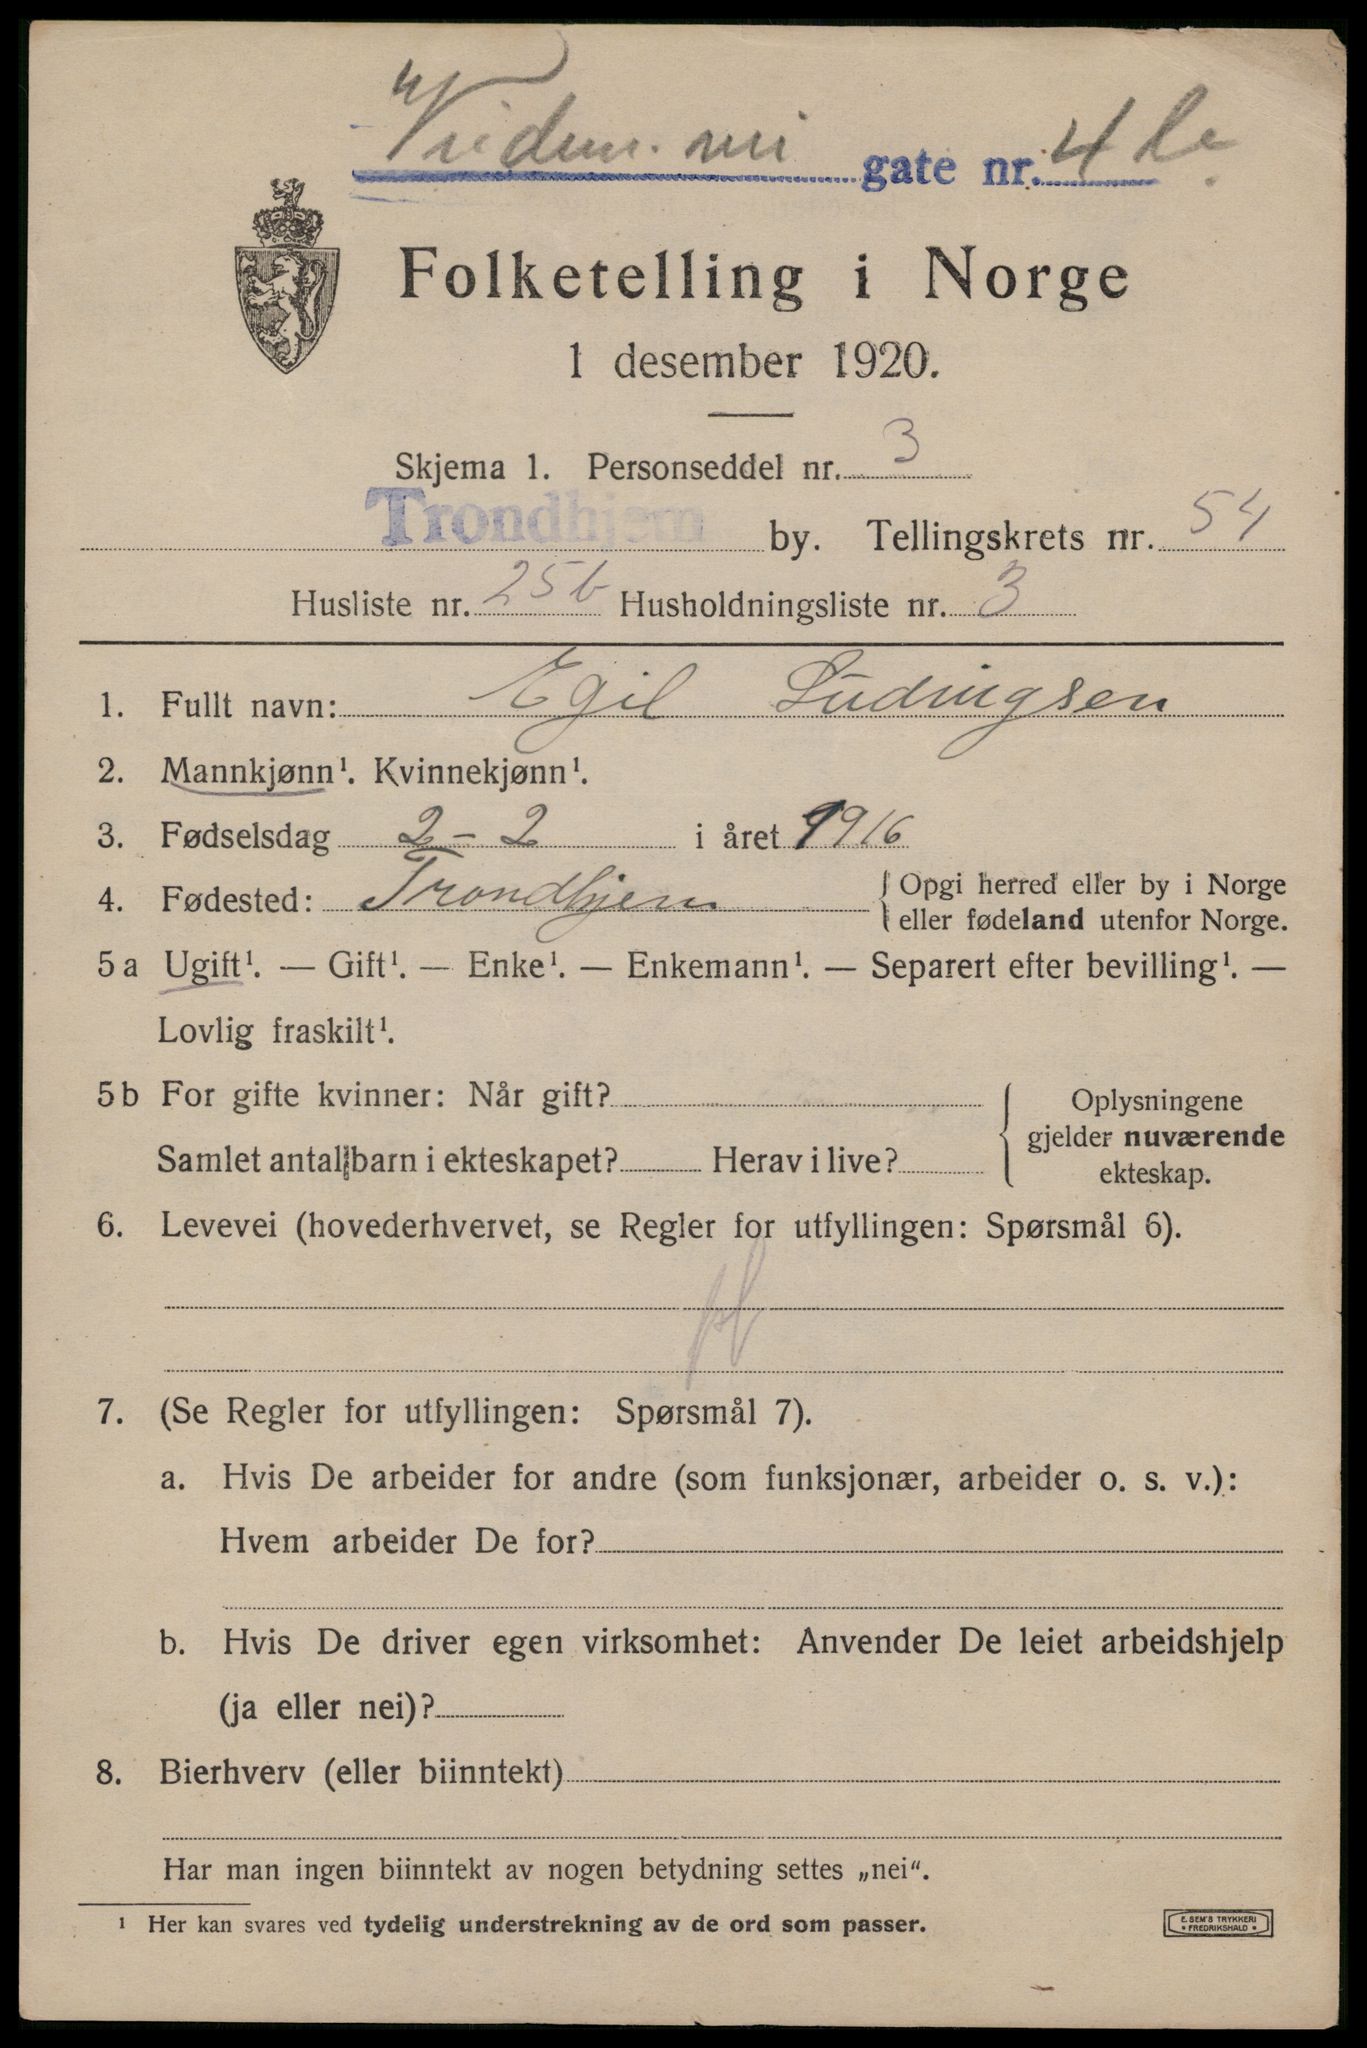 gate nr. 4
Folketelling i Norge
1 desember 1920.
Skjema 1. Personseddel nr. 3
Trondhjem by. Tellingskrets nr. 54
Husliste nr. 25b Husholdningsliste nr. 3
1. Fullt navn: Egil Ludvigsen
2. Mannkjønn¹. Kvinnekjønn¹.
3. Fødselsdag 2-2 i året 1916
4. Fødested: Trondhjem { Opgi herred eller by i Norge
eller fødeland utenfor Norge.
5a Ugift¹. — Gift¹. — Enke¹. — Enkemann¹. — Separert efter bevilling¹. —
Lovlig fraskilt¹.
5b For gifte kvinner: Når gift?
Samlet antal barn i ekteskapet? Herav i live?
Oplysningene
gjelder nuværende
ekteskap.
6. Levevei (hovederhvervet, se Regler for utfyllingen: Spørsmål 6).
7. (Se Regler for utfyllingen: Spørsmål 7).
a. Hvis De arbeider for andre (som funksjonær, arbeider o. s. v.):
Hvem arbeider De for?
b. Hvis De driver egen virksomhet: Anvender De leiet arbeidshjelp
(ja eller nei)?
8. Bierhverv (eller biinntekt)
Har man ingen biinntekt av nogen betydning settes „nei“.
¹ Her kan svares ved tydelig understrekning av de ord som passer.
E. SEM'S TRYKKERI
FREDRIKSHALD